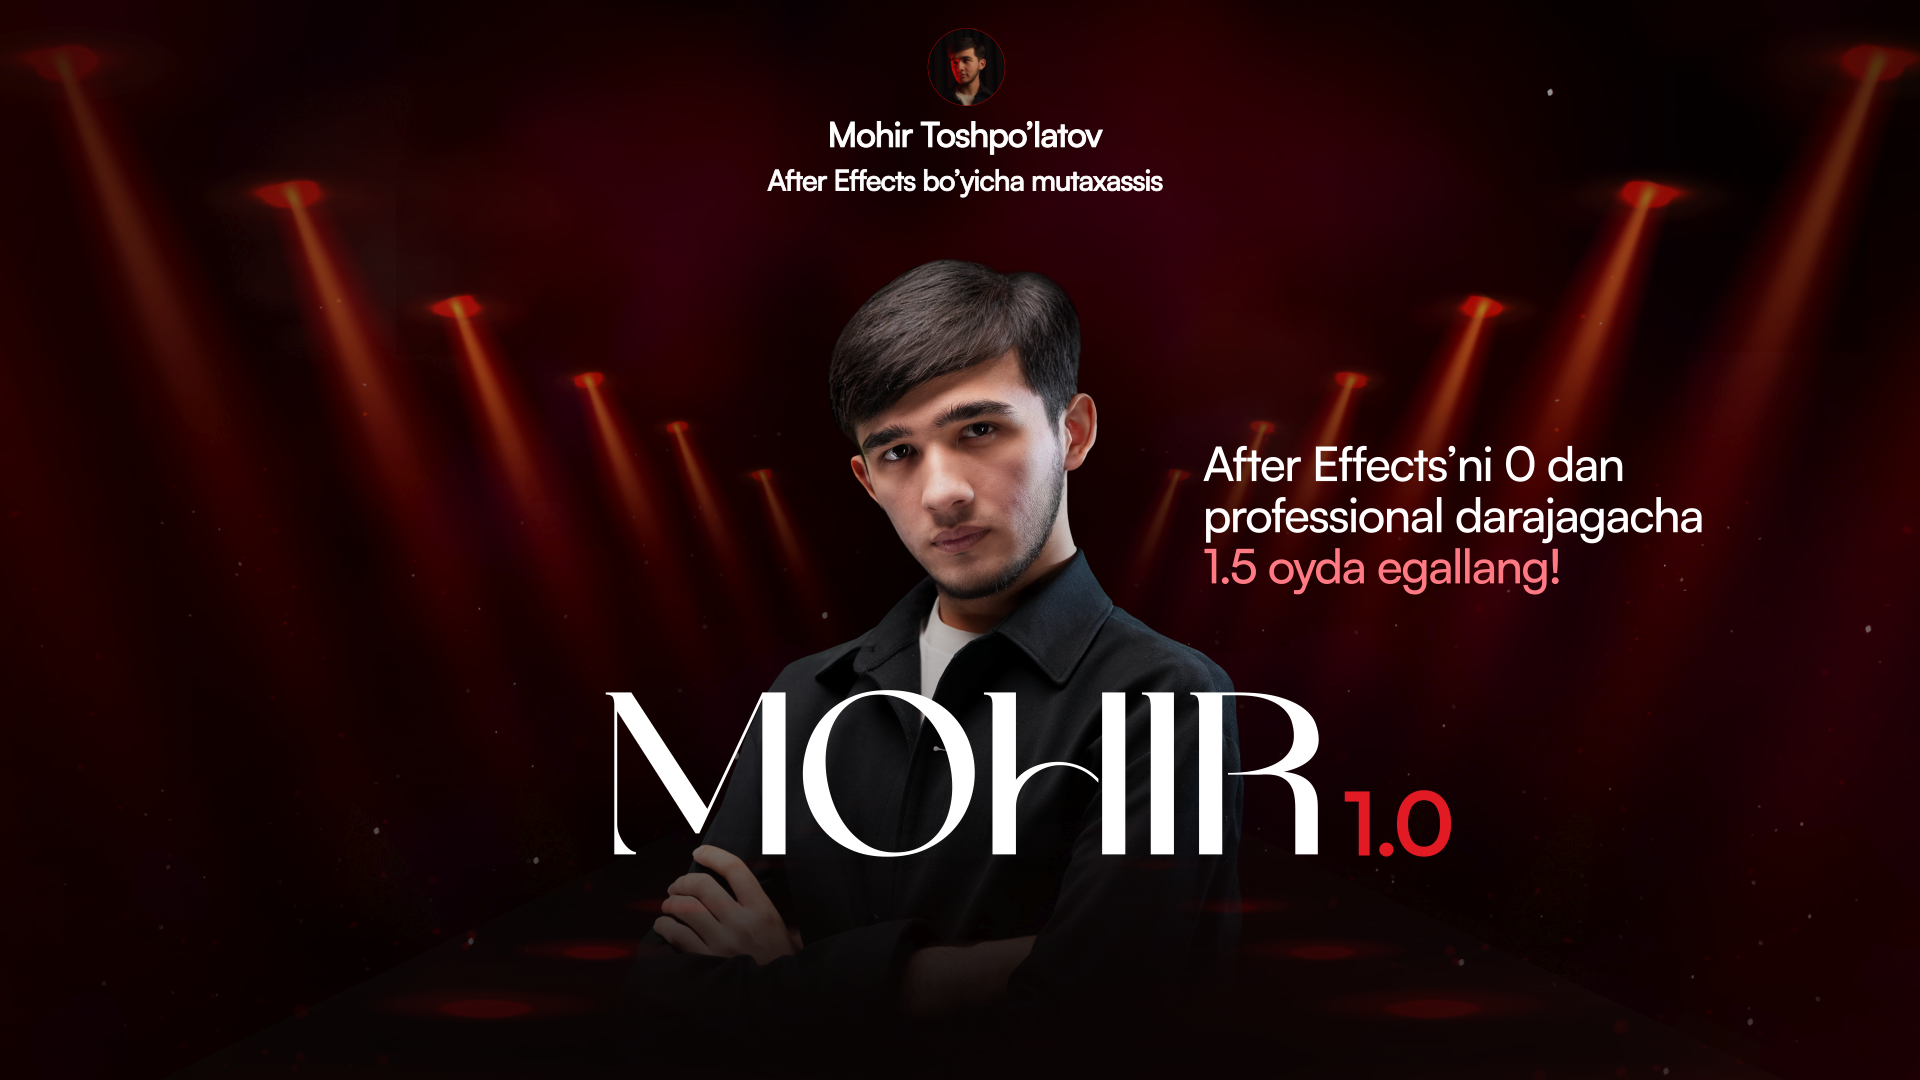 Mohir Toshpo’latov
After Effects bo’yicha mutaxassis
After Effects’ni 0 dan
professional darajagacha
1.5 oyda egallang!
MOHIR 1.0